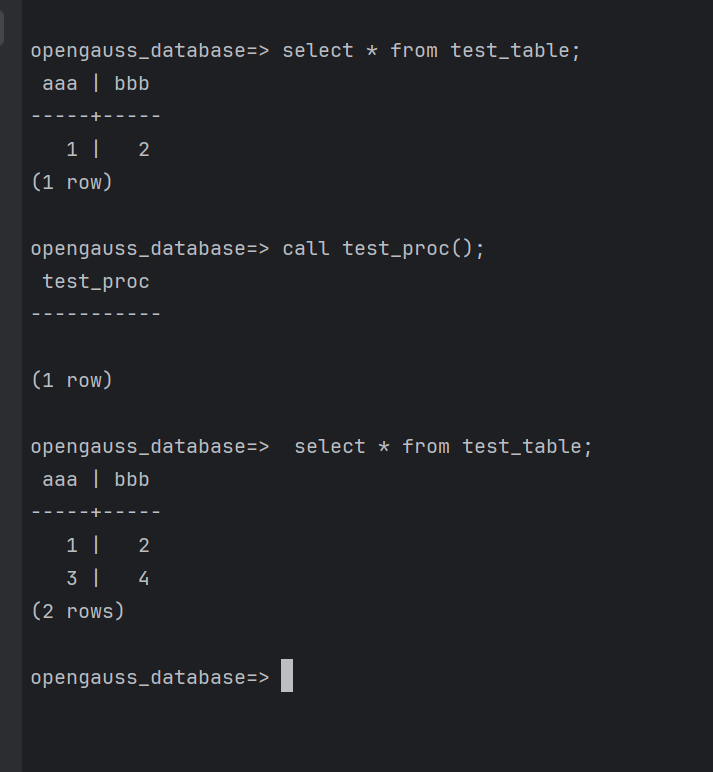 opengauss_database=> select * from test_table;
 aaa | bbb
-----+-----
   1 |   2
(1 row)

opengauss_database=> call test_proc();
 test_proc
-----------

(1 row)

opengauss_database=>  select * from test_table;
 aaa | bbb
-----+-----
   1 |   2
   3 |   4
(2 rows)

opengauss_database=>